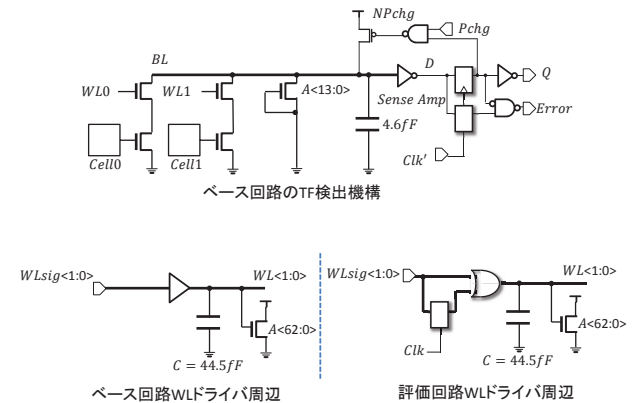 NPchg
Pchg
BL
D
Q
WL0
WL1
A<13:0>
Sense Amp
Error
4.6fF
Cell0
Cell1
Clk'
ベース回路のTF検出機構
WLsig<1:0>
WL<1:0>
A<62:0>
C = 44.5fF
ベース回路WLドライバ周辺
WLsig<1:0>
WL<1:0>
A<62:0>
Clk
C = 44.5fF
評価回路WLドライバ周辺